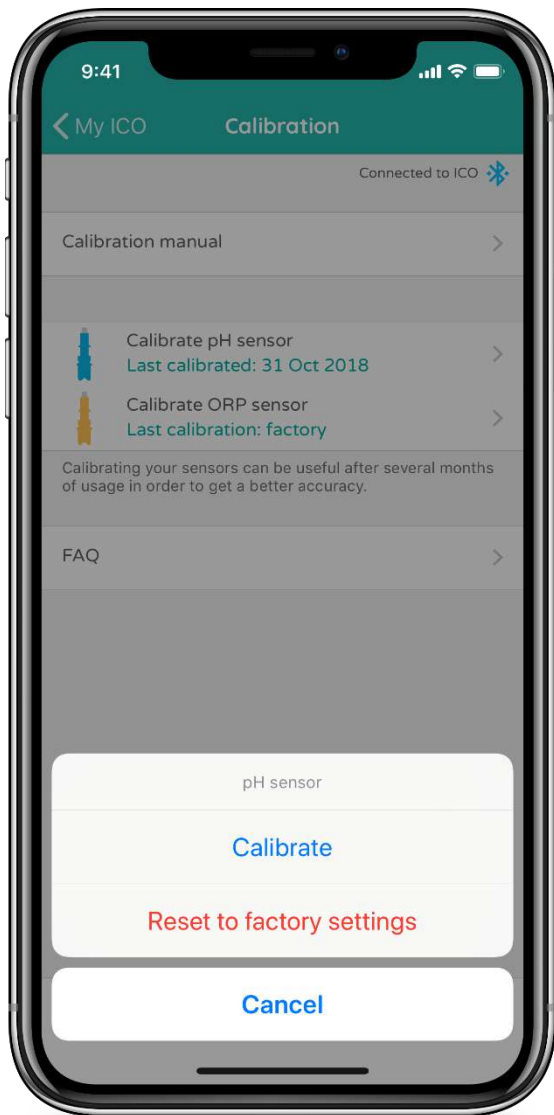 9:41
My ICO
Calibration
Connected to ICO
Calibration manual
Calibrate pH sensor
Last calibrated: 31 Oct 2018
Calibrate ORP sensor
Last calibration: factory
Calibrating your sensors can be useful after several months
of usage in order to get a better accuracy.
FAQ
pH sensor
Calibrate
Reset to factory settings
Cancel